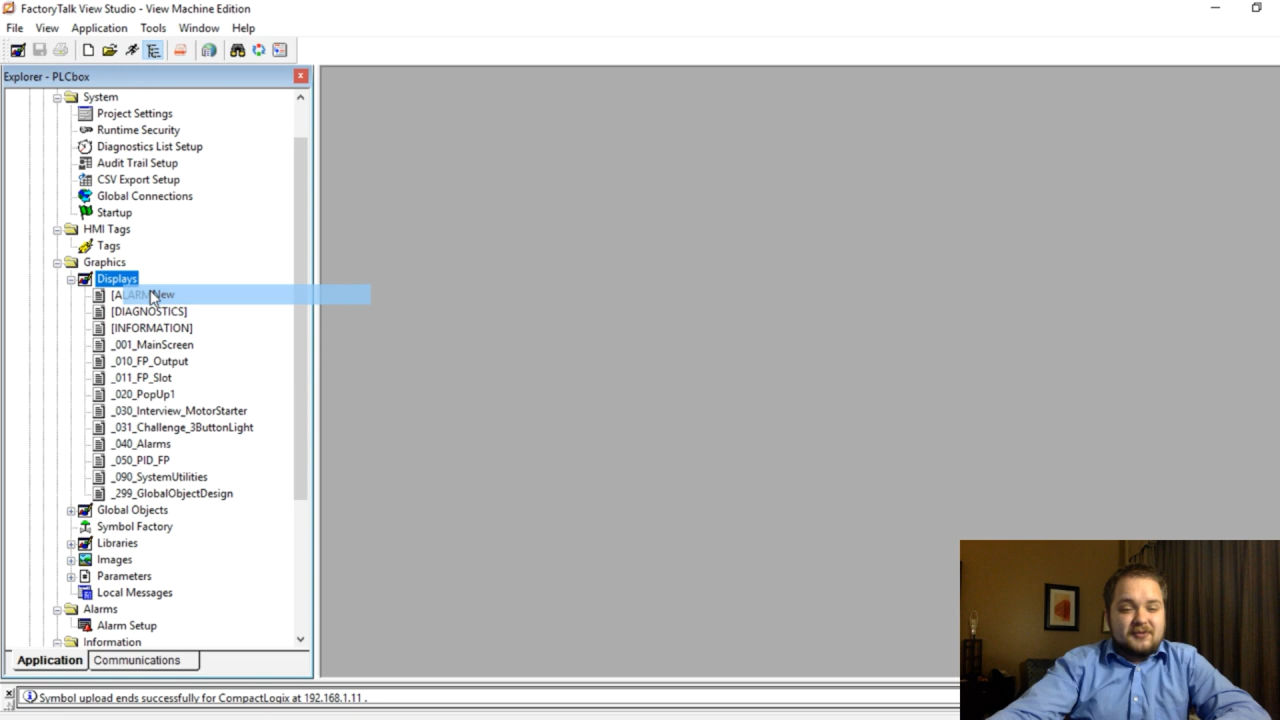 FactoryTalk View Studio - View Machine Edition
File View Application Tools Window Help
Explorer - PLCbox
System
Project Settings
Runtime Security
Diagnostics List Setup
Audit Trail Setup
CSV Export Setup
Global Connections
Startup
HMI Tags
Tags
Graphics
Displays
[ALARM New
[DIAGNOSTICS]
[INFORMATION]
_001_MainScreen
_010_FP_Output
_011_FP_Slot
_020_PopUp1
_030_Interview_MotorStarter
_031_Challenge_3ButtonLight
_040_Alarms
_050_PID_FP
_090_SystemUtilities
_299_GlobalObjectDesign
Global Objects
Symbol Factory
Libraries
Images
Parameters
Local Messages
Alarms
Alarm Setup
Information
Application Communications
Symbol upload ends successfully for CompactLogix at 192.168.1.11 .